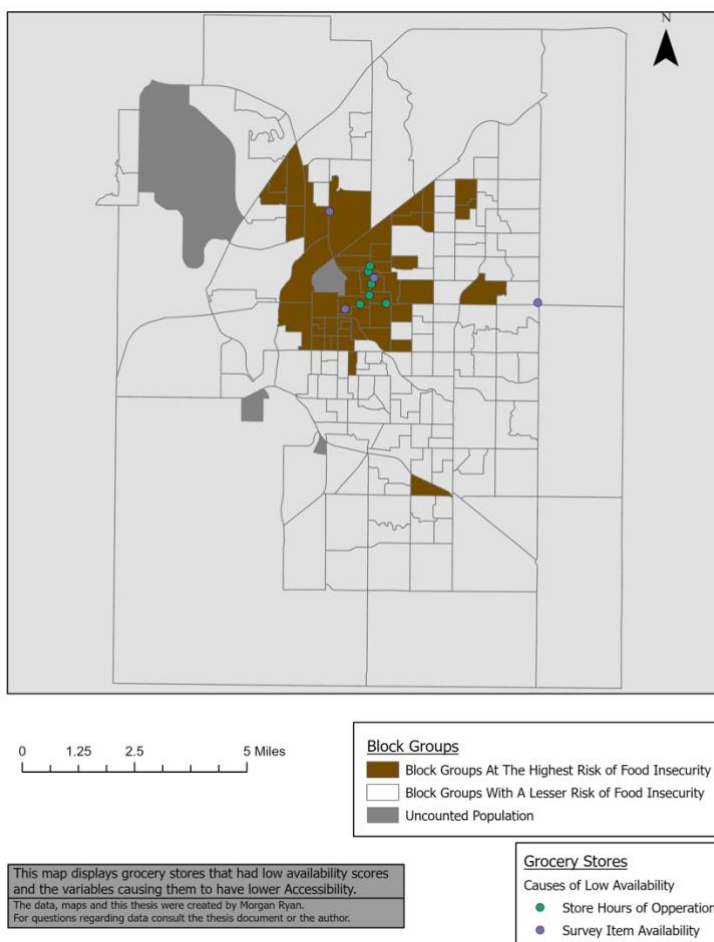 N
0 1.25 2.5 5 Miles
Block Groups
Block Groups At The Highest Risk of Food Insecurity
Block Groups With A Lesser Risk of Food Insecurity
Uncounted Population
This map displays grocery stores that had low availability scores
and the variables causing them to have lower Accessibility.
The data, maps and this thesis were created by Morgan Ryan.
For questions regarding data consult the thesis document or the author.
Grocery Stores
Causes of Low Availability
Store Hours of Opperation
Survey Item Availability